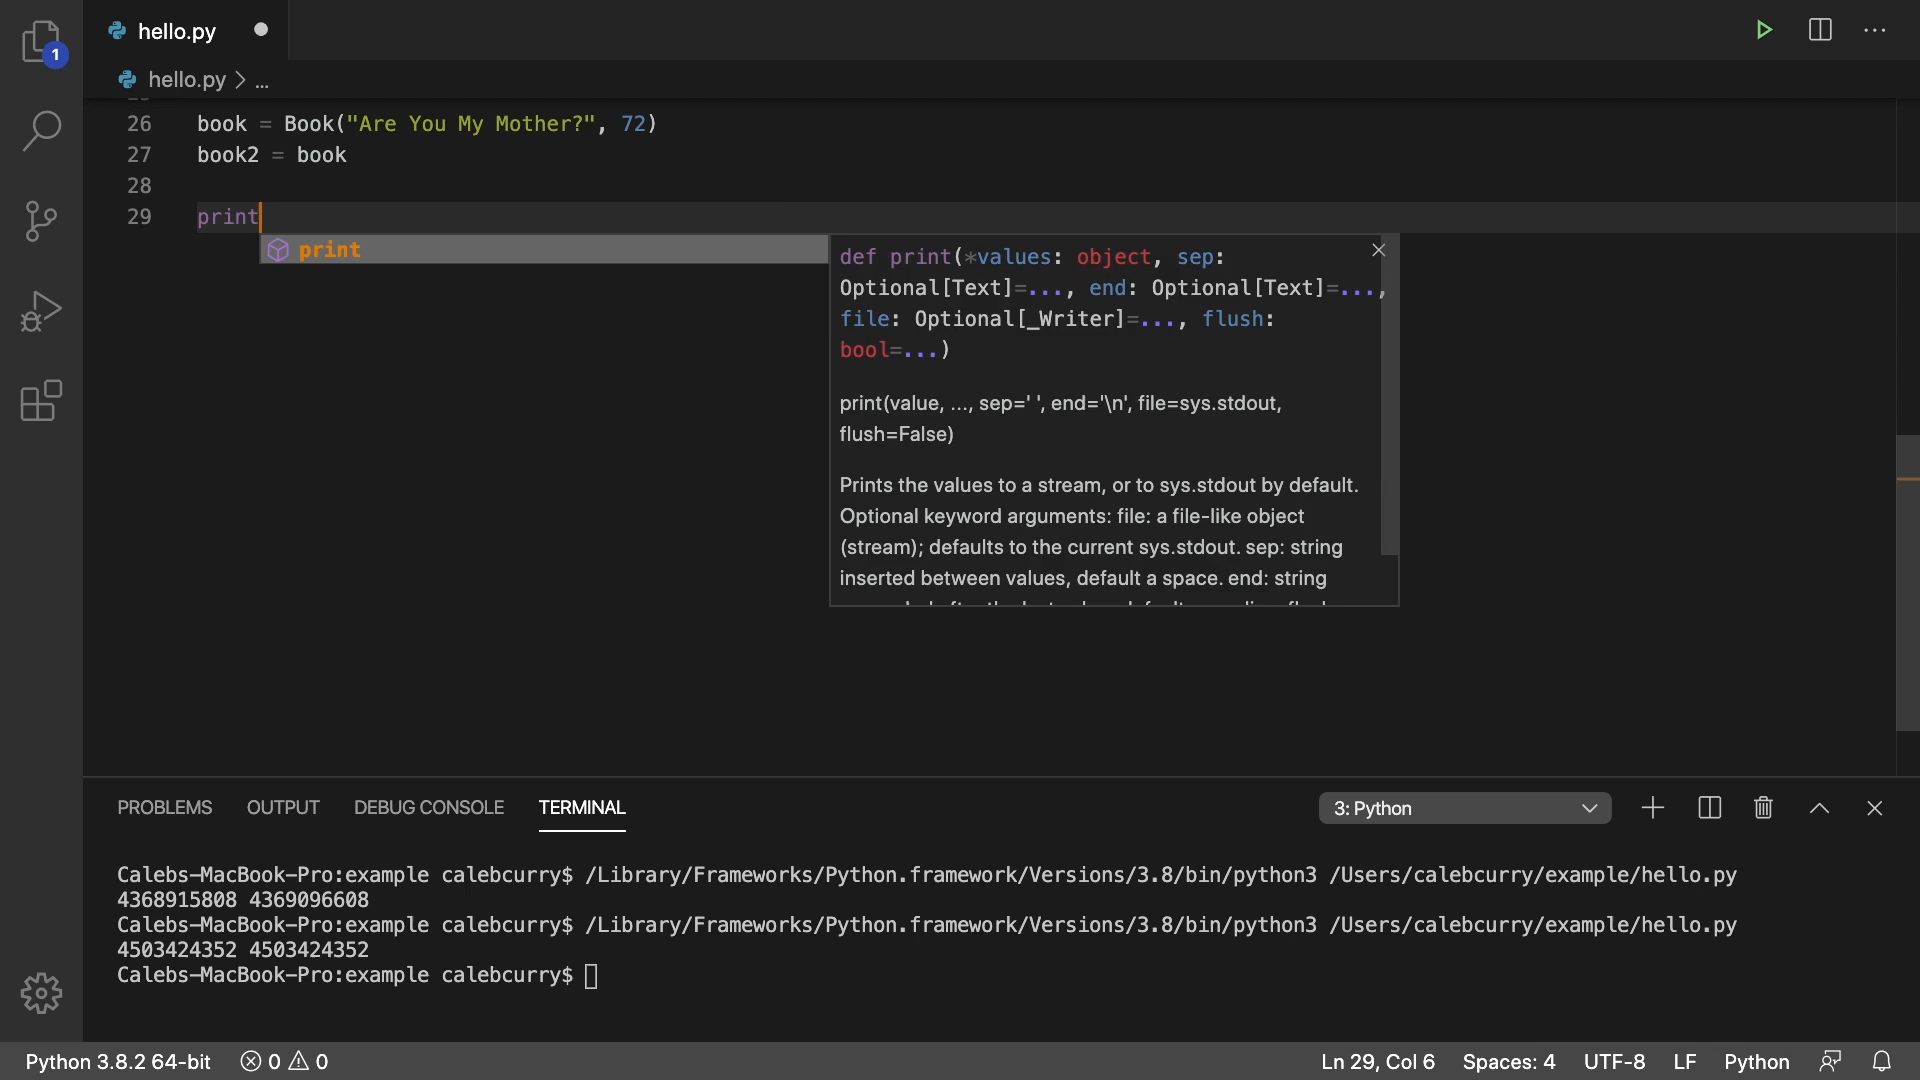 1
hello.py
hello.py > ...
26 book = Book("Are You My Mother?", 72)
27 book2 = book
28
29 print
print
def print(*values: object, sep:
Optional[Text]=..., end: Optional[Text]=...,
file: Optional[_Writer]=..., flush:
bool=...)
print(value, ..., sep=' ', end='\n', file=sys.stdout,
flush=False)
Prints the values to a stream, or to sys.stdout by default.
Optional keyword arguments: file: a file-like object
(stream); defaults to the current sys.stdout. sep: string
inserted between values, default a space. end: string
PROBLEMS OUTPUT DEBUG CONSOLE TERMINAL 3: Python
Calebs-MacBook-Pro:example calebcurry$ /Library/Frameworks/Python.framework/Versions/3.8/bin/python3 /Users/calebcurry/example/hello.py
4368915808 4369096608
Calebs-MacBook-Pro:example calebcurry$ /Library/Frameworks/Python.framework/Versions/3.8/bin/python3 /Users/calebcurry/example/hello.py
4503424352 4503424352
Calebs-MacBook-Pro:example calebcurry$
Python 3.8.2 64-bit 0 0 Ln 29, Col 6 Spaces: 4 UTF-8 LF Python